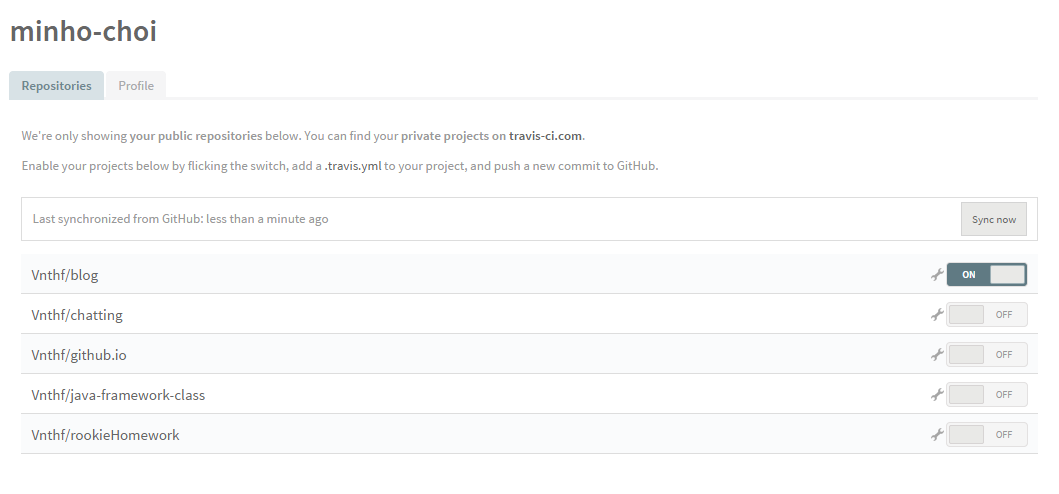 minho-choi
Repositories Profile
We're only showing your public repositories below. You can find your private projects on travis-ci.com.
Enable your projects below by flicking the switch, add a .travis.yml to your project, and push a new commit to GitHub.
Last synchronized from GitHub: less than a minute ago Sync now
Vnthf/blog ON
Vnthf/chatting OFF
Vnthf/github.io OFF
Vnthf/java-framework-class OFF
Vnthf/rookieHomework OFF